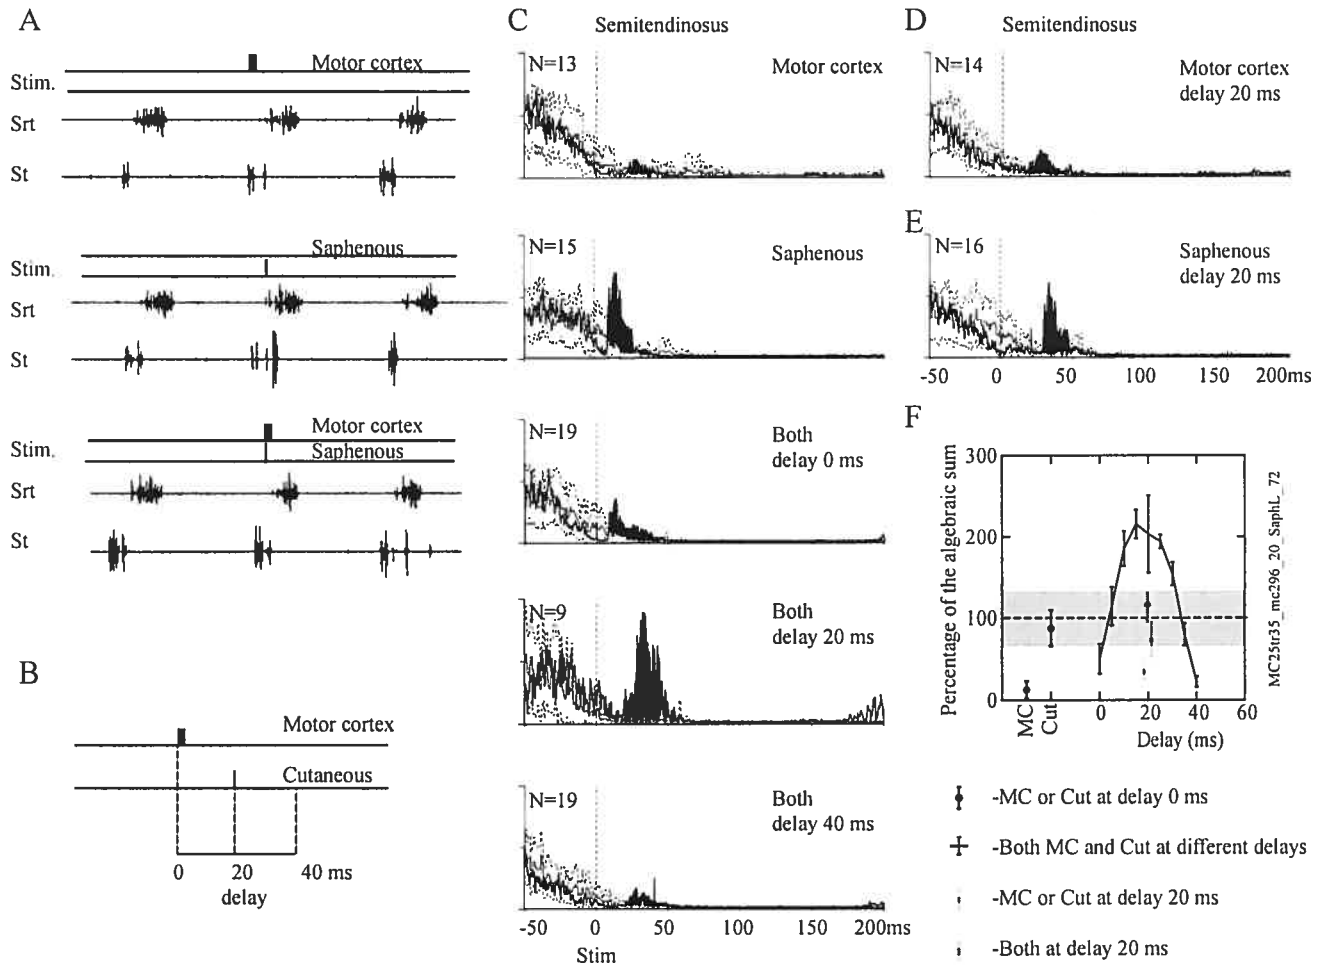 A
Motor cortex
Stim.
Srt
St
Saphenous
Stim.
Srt
St
Motor cortex
Stim.
Saphenous
Srt
St
B
Motor cortex
Cutaneous
0 20 40 ms
delay
C
Semitendinosus
N=13
Motor cortex
N=15
Saphenous
N=19
Both
delay 0 ms
N=9
Both
delay 20 ms
N=19
Both
delay 40 ms
-50 0 50 100 150 200ms
Stim
D
Semitendinosus
N=14
Motor cortex
delay 20 ms
E
N=16
Saphenous
delay 20 ms
-50 0 50 100 150 200ms
F
Percentage of the algebraic sum
300
200
100
0
MC
Cut
0 20 40 60
Delay (ms)
MC25tr35_mc296_20_SaphL_72
-MC or Cut at delay 0 ms
-Both MC and Cut at different delays
-MC or Cut at delay 20 ms
-Both at delay 20 ms